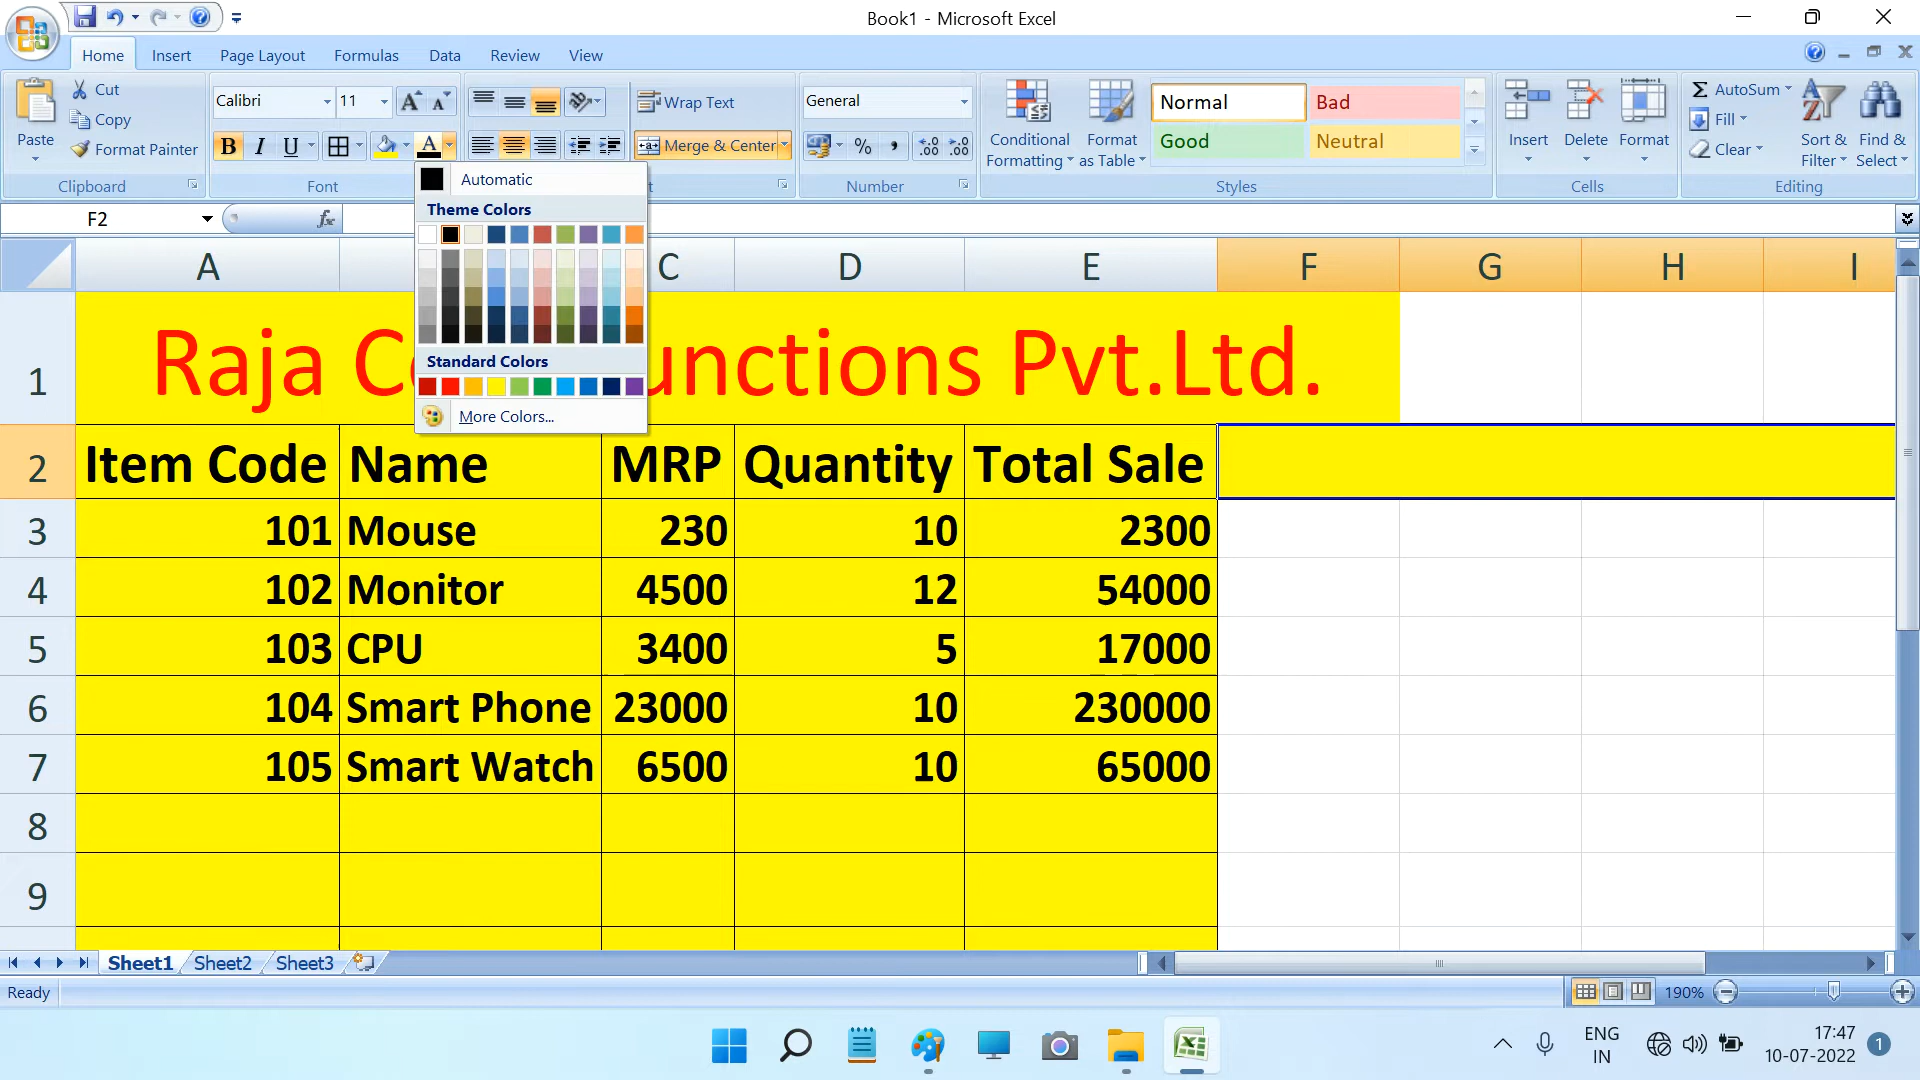 Book1 - Microsoft Excel
Home Insert Page Layout Formulas Data Review View
Paste
Cut
Copy
Format Painter
Clipboard
Calibri 11
B I U A
Font
Wrap Text
Merge & Center
t
General
% ,
Number
Conditional Formatting
Format as Table
Normal Bad
Good Neutral
Styles
Insert Delete Format
Cells
Σ AutoSum
Fill
Clear
Sort & Filter
Find & Select
Editing
F2 fx
Automatic
Theme Colors
Standard Colors
More Colors...
A C D E F G H I
1 Raja C unctions Pvt.Ltd.
2 Item Code Name MRP Quantity Total Sale
3 101 Mouse 230 10 2300
4 102 Monitor 4500 12 54000
5 103 CPU 3400 5 17000
6 104 Smart Phone 23000 10 230000
7 105 Smart Watch 6500 10 65000
8
9
Sheet1 Sheet2 Sheet3
Ready 190%
ENG
IN
17:47
10-07-2022
1